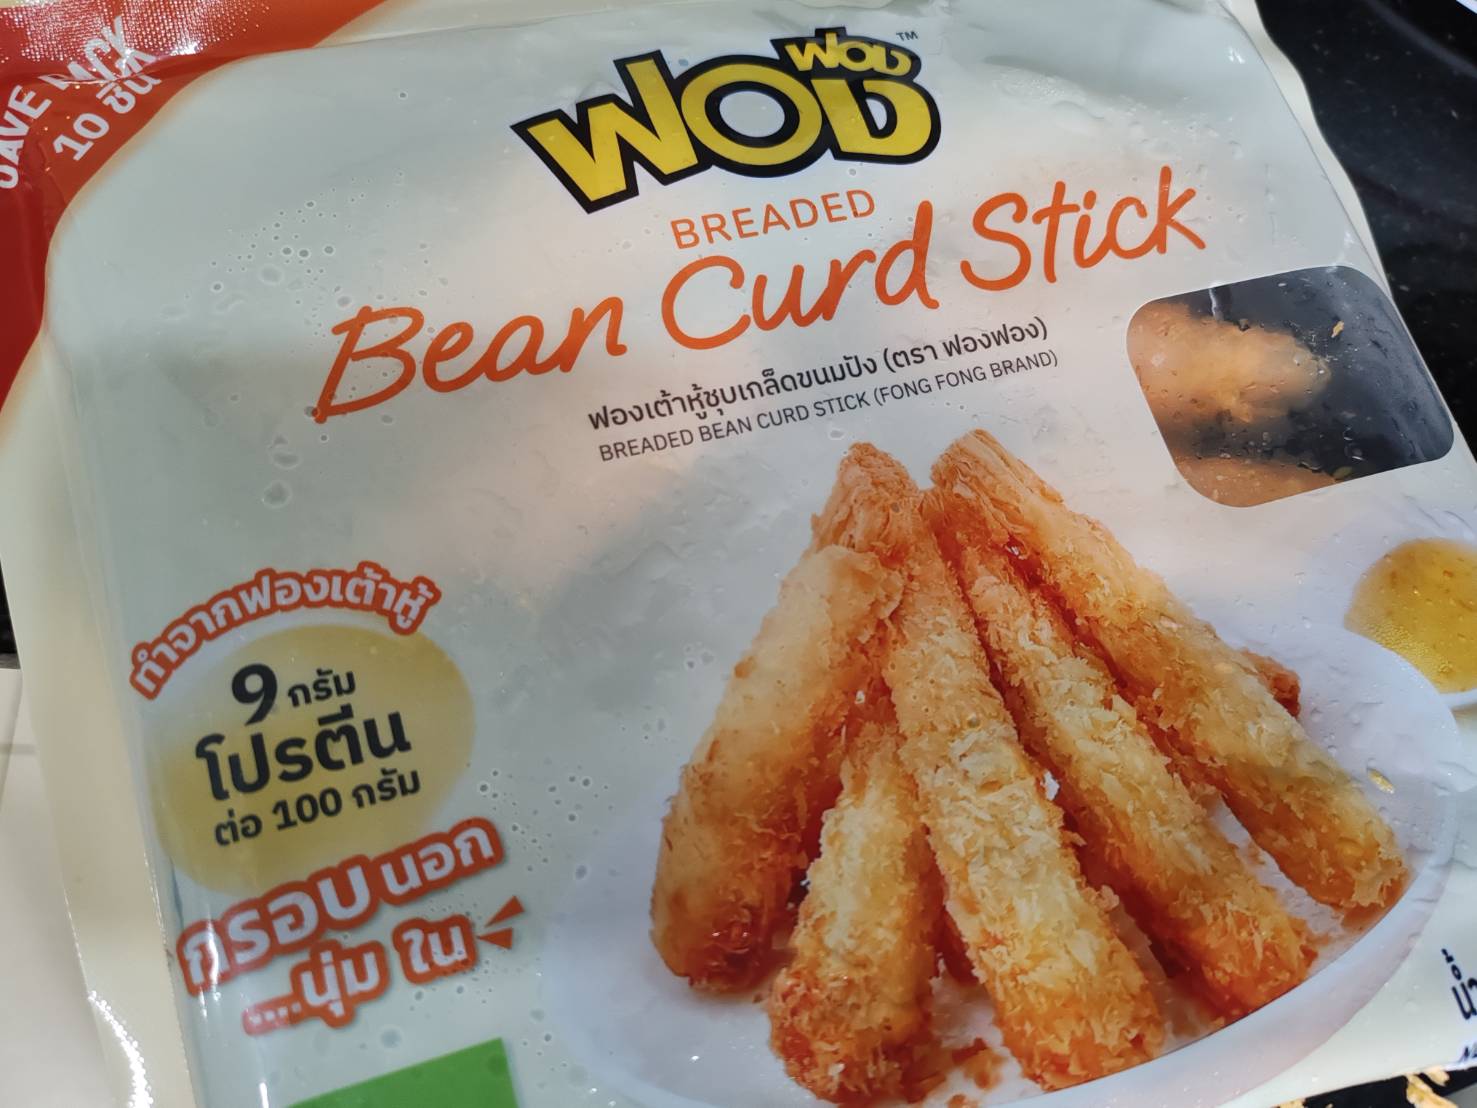 SAVE PACK
10 ชิ้น
ฟองฟอง™
BREADED
Bean Curd Stick
ฟองเต้าหู้ชุบเกล็ดขนมปัง (ตรา ฟองฟอง)
BREADED BEAN CURD STICK (FONG FONG BRAND)
ทำจากฟองเต้าหู้
9 กรัม
โปรตีน
ต่อ 100 กรัม
กรอบนอก
...นุ่ม ใน